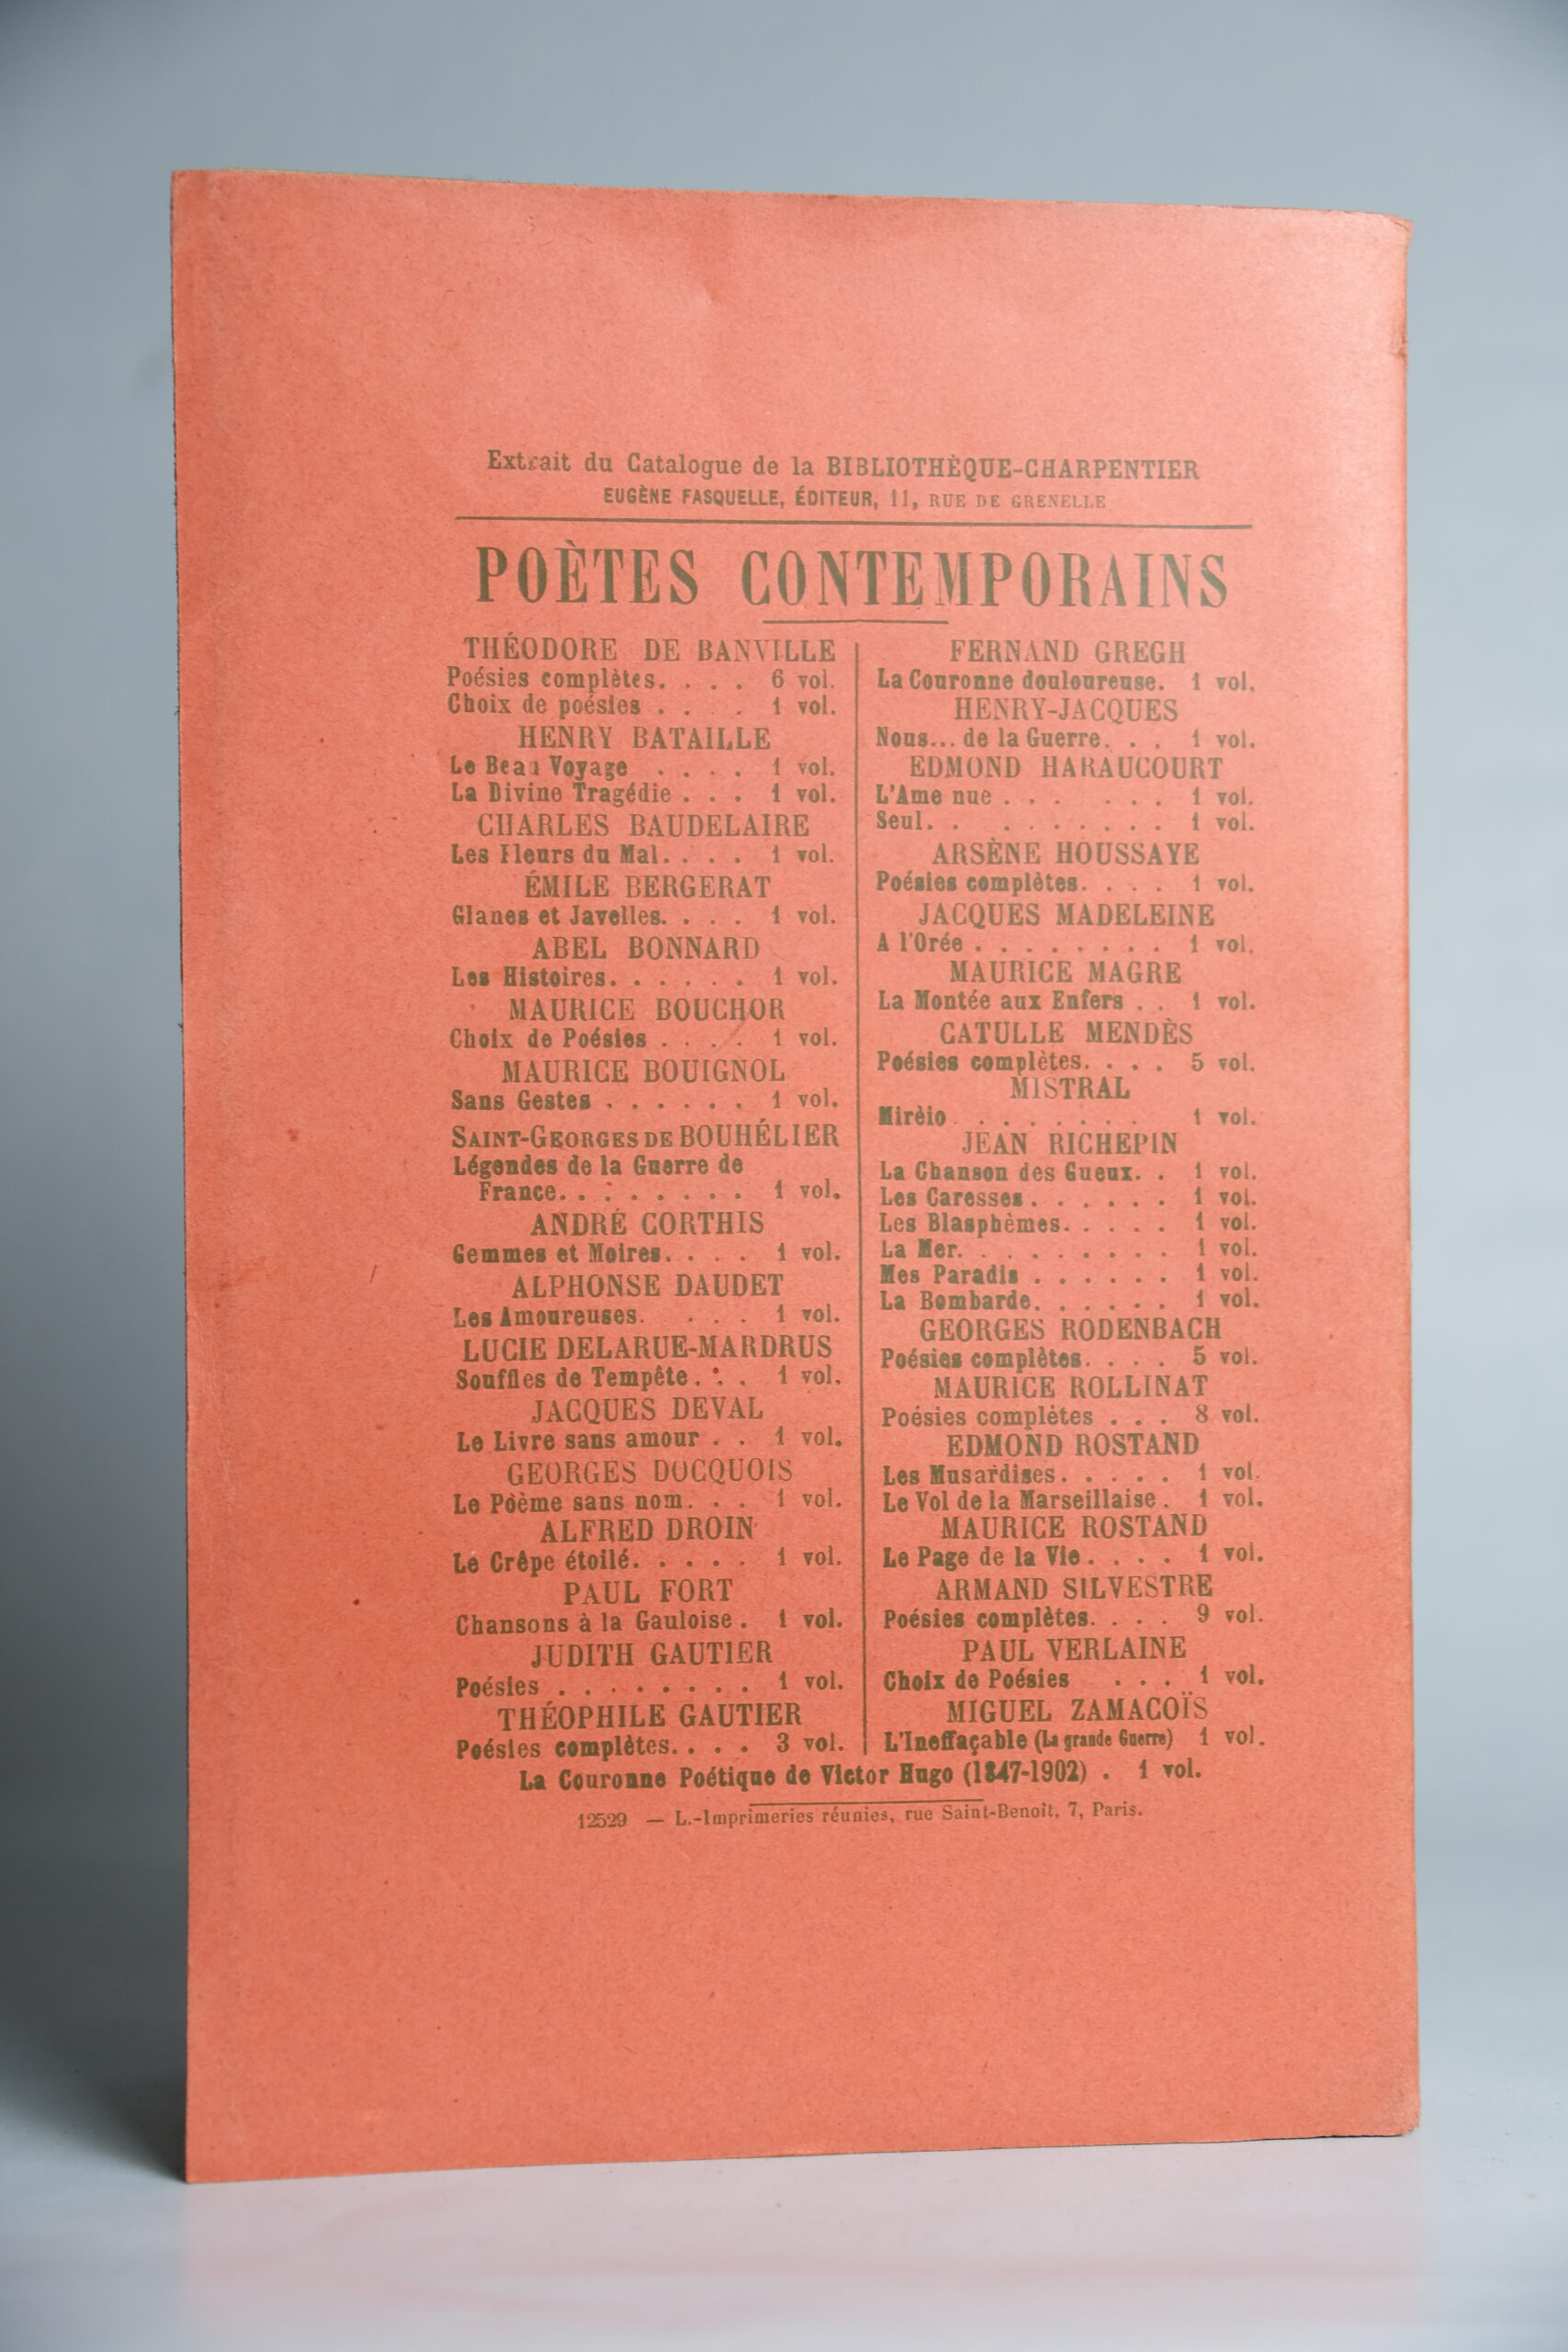 Extrait du Catalogue de la BIBLIOTHÈQUE-CHARPENTIER
EUGÈNE FASQUELLE, ÉDITEUR, 11, RUE DE GRENELLE
POÈTES CONTEMPORAINS
THÉODORE DE BANVILLE
Poésies complètes. . . . 6 vol.
Choix de poésies . . . . 1 vol.
HENRY BATAILLE
Le Beau Voyage . . . . 1 vol.
La Divine Tragédie . . . 1 vol.
CHARLES BAUDELAIRE
Les Fleurs du Mal. . . . 1 vol.
ÉMILE BERGERAT
Glanes et Javelles. . . . 1 vol.
ABEL BONNARD
Les Histoires. . . . . . 1 vol.
MAURICE BOUCHOR
Choix de Poésies . . . . 1 vol.
MAURICE BOUIGNOL
Sans Gestes . . . . . . 1 vol.
SAINT-GEORGES DE BOUHÉLIER
Légendes de la Guerre de
France. . . . . . . . 1 vol.
ANDRÉ CORTHIS
Gemmes et Moires. . . . 1 vol.
ALPHONSE DAUDET
Les Amoureuses. . . . 1 vol.
LUCIE DELARUE-MARDRUS
Souffles de Tempête . . . 1 vol.
JACQUES DEVAL
Le Livre sans amour . . 1 vol.
GEORGES DOCQUOIS
Le Poème sans nom. . . 1 vol.
ALFRED DROIN
Le Crêpe étoilé. . . . . 1 vol.
PAUL FORT
Chansons à la Gauloise . 1 vol.
JUDITH GAUTIER
Poésies . . . . . . . . 1 vol.
THÉOPHILE GAUTIER
Poésies complètes. . . . 3 vol.
FERNAND GREGH
La Couronne douloureuse. 1 vol.
HENRY-JACQUES
Nous... de la Guerre. . . 1 vol.
EDMOND HARAUCOURT
L'Ame nue . . . . . . 1 vol.
Seul. . . . . . . . . 1 vol.
ARSÈNE HOUSSAYE
Poésies complètes. . . . 1 vol.
JACQUES MADELEINE
A l'Orée . . . . . . . . 1 vol.
MAURICE MAGRE
La Montée aux Enfers . . 1 vol.
CATULLE MENDÈS
Poésies complètes. . . . 5 vol.
MISTRAL
Mirèio . . . . . . . . 1 vol.
JEAN RICHEPIN
La Chanson des Gueux. . 1 vol.
Les Caresses . . . . . . 1 vol.
Les Blasphèmes. . . . . 1 vol.
La Mer. . . . . . . . . 1 vol.
Mes Paradis . . . . . . 1 vol.
La Bombarde. . . . . . 1 vol.
GEORGES RODENBACH
Poésies complètes. . . . 5 vol.
MAURICE ROLLINAT
Poésies complètes . . . 8 vol.
EDMOND ROSTAND
Les Musardises. . . . . 1 vol.
Le Vol de la Marseillaise . 1 vol.
MAURICE ROSTAND
Le Page de la Vie. . . . 1 vol.
ARMAND SILVESTRE
Poésies complètes. . . . 9 vol.
PAUL VERLAINE
Choix de Poésies . . . 1 vol.
MIGUEL ZAMACOÏS
L'Ineffaçable (La grande Guerre) 1 vol.
La Couronne Poétique de Victor Hugo (1847-1902) . 1 vol.
12529 — L.-Imprimeries réunies, rue Saint-Benoît, 7, Paris.